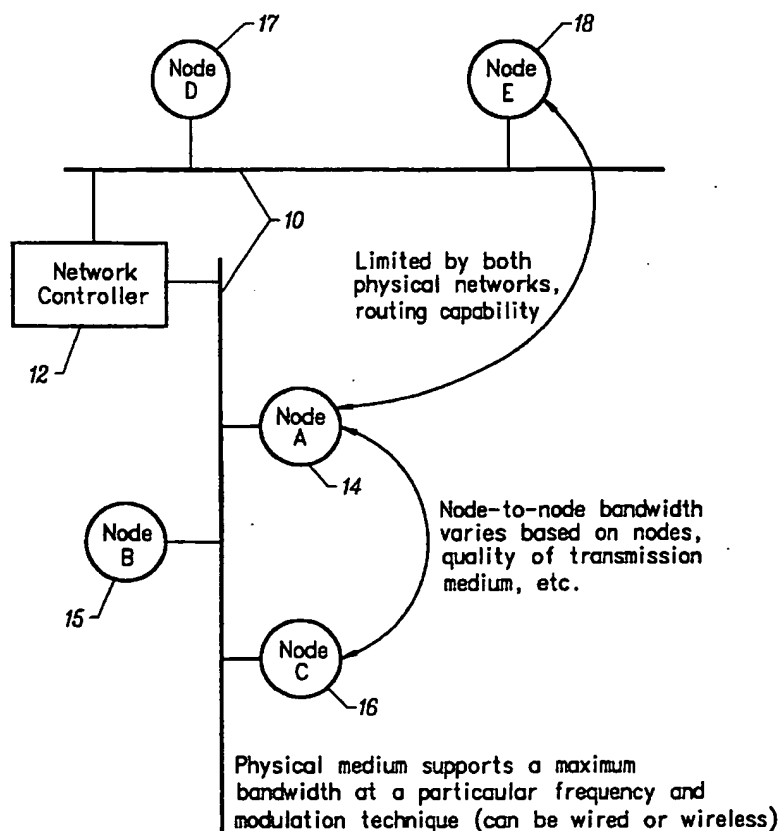 17
18
Node
D
Node
E
10
Network
Controller
12
Limited by both
physical networks,
routing capability
Node
A
14
Node
B
15
Node-to-node bandwidth
varies based on nodes,
quality of transmission
medium, etc.
Node
C
16
Physical medium supports a maximum
bandwidth at a particaular frequency and
modulation technique (can be wired or wireless)